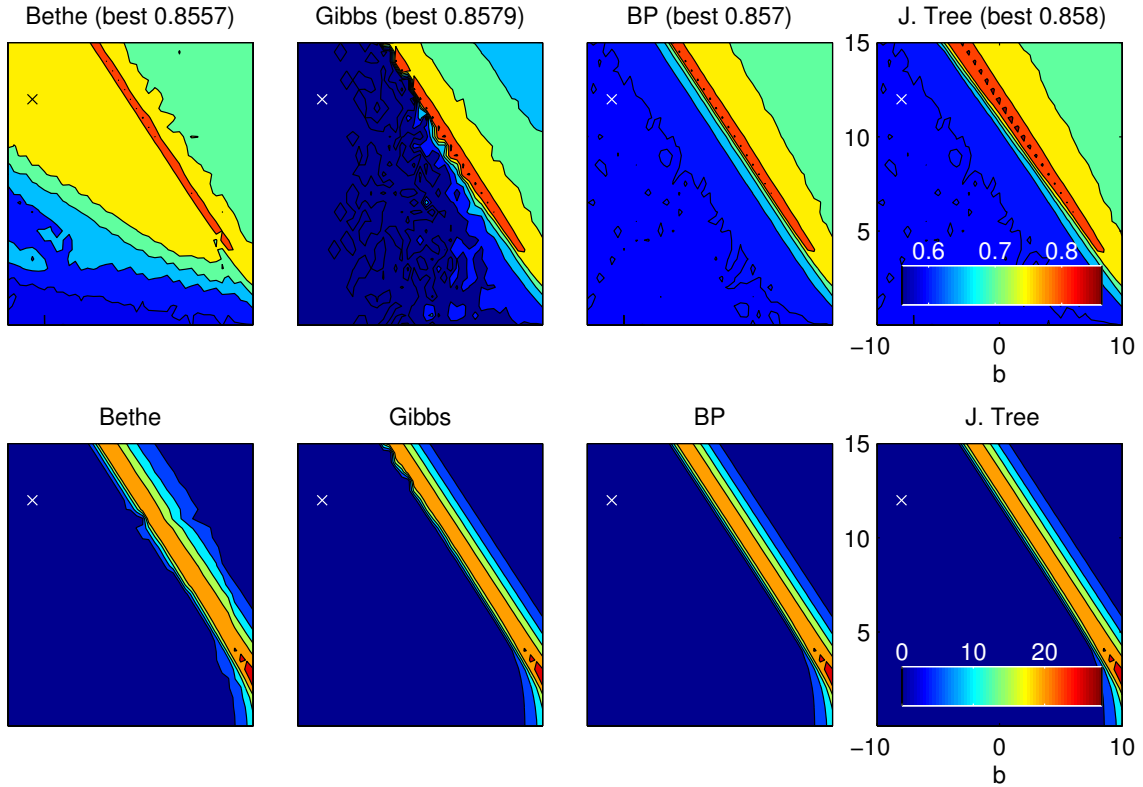 Bethe (best 0.8557)
Gibbs (best 0.8579)
BP (best 0.857)
J. Tree (best 0.858)
15
10
5
0.6 0.7 0.8
−10 0 10
b
Bethe
Gibbs
BP
J. Tree
15
10
5
0 10 20
−10 0 10
b